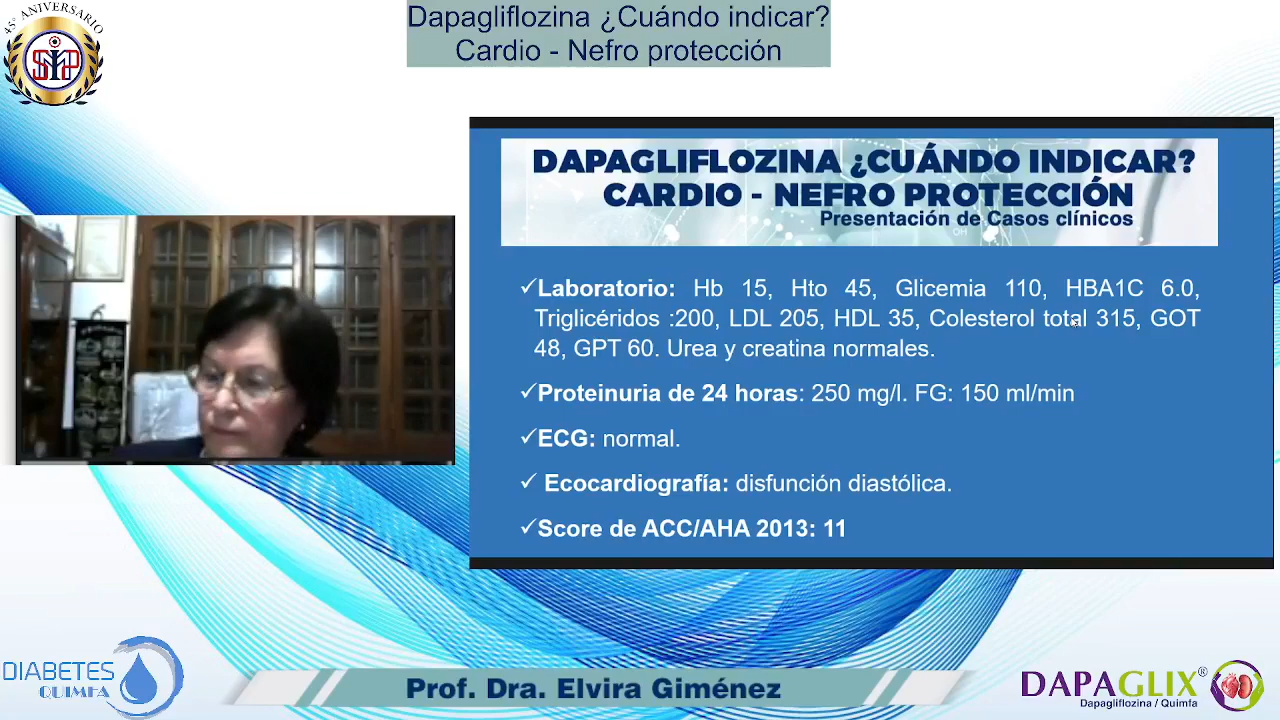 45° ANIVERSARIO
Dapagliflozina ¿Cuándo indicar?
Cardio - Nefro protección
DAPAGLIFLOZINA ¿CUÁNDO INDICAR?
CARDIO - NEFRO PROTECCIÓN
Presentación de Casos clínicos
OH
✓Laboratorio: Hb 15, Hto 45, Glicemia 110, HBA1C 6.0,
Triglicéridos :200, LDL 205, HDL 35, Colesterol total 315, GOT
48, GPT 60. Urea y creatina normales.
✓Proteinuria de 24 horas: 250 mg/l. FG: 150 ml/min
✓ECG: normal.
✓ Ecocardiografía: disfunción diastólica.
✓Score de ACC/AHA 2013: 11
DIABETES
QUIMFA
Prof. Dra. Elvira Giménez
DAPAGLIX®
Dapagliflozina / Quimfa